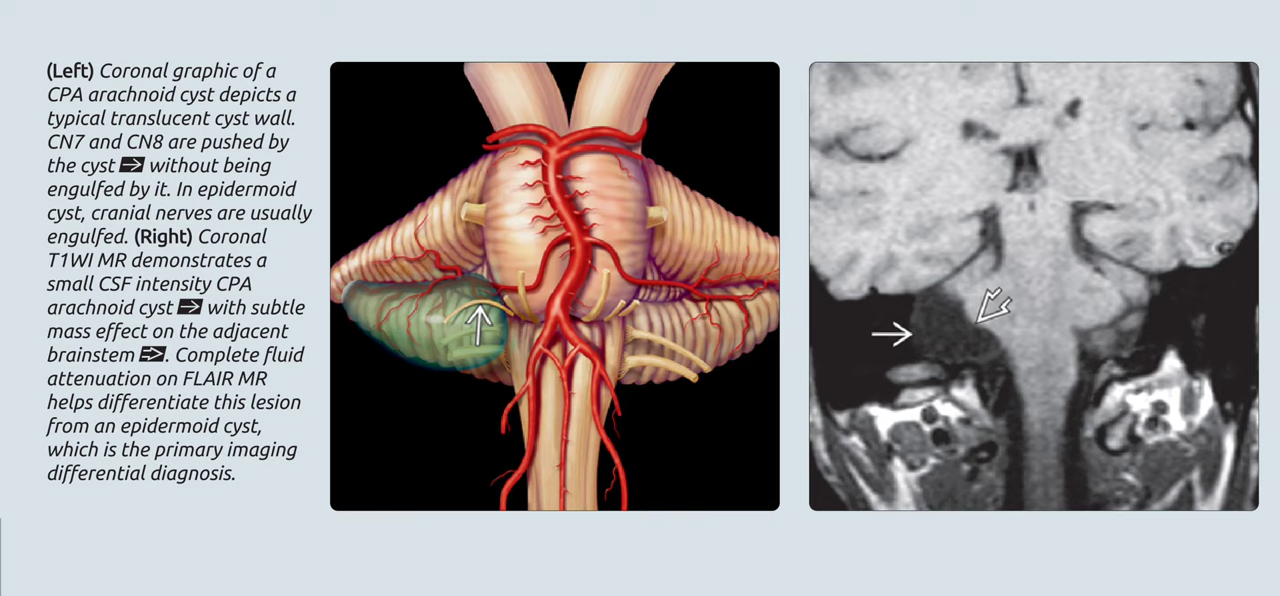 (Left) Coronal graphic of a
CPA arachnoid cyst depicts a
typical translucent cyst wall.
CN7 and CN8 are pushed by
the cyst ➡ without being
engulfed by it. In epidermoid
cyst, cranial nerves are usually
engulfed. (Right) Coronal
T1WI MR demonstrates a
small CSF intensity CPA
arachnoid cyst ➡ with subtle
mass effect on the adjacent
brainstem ➡. Complete fluid
attenuation on FLAIR MR
helps differentiate this lesion
from an epidermoid cyst,
which is the primary imaging
differential diagnosis.